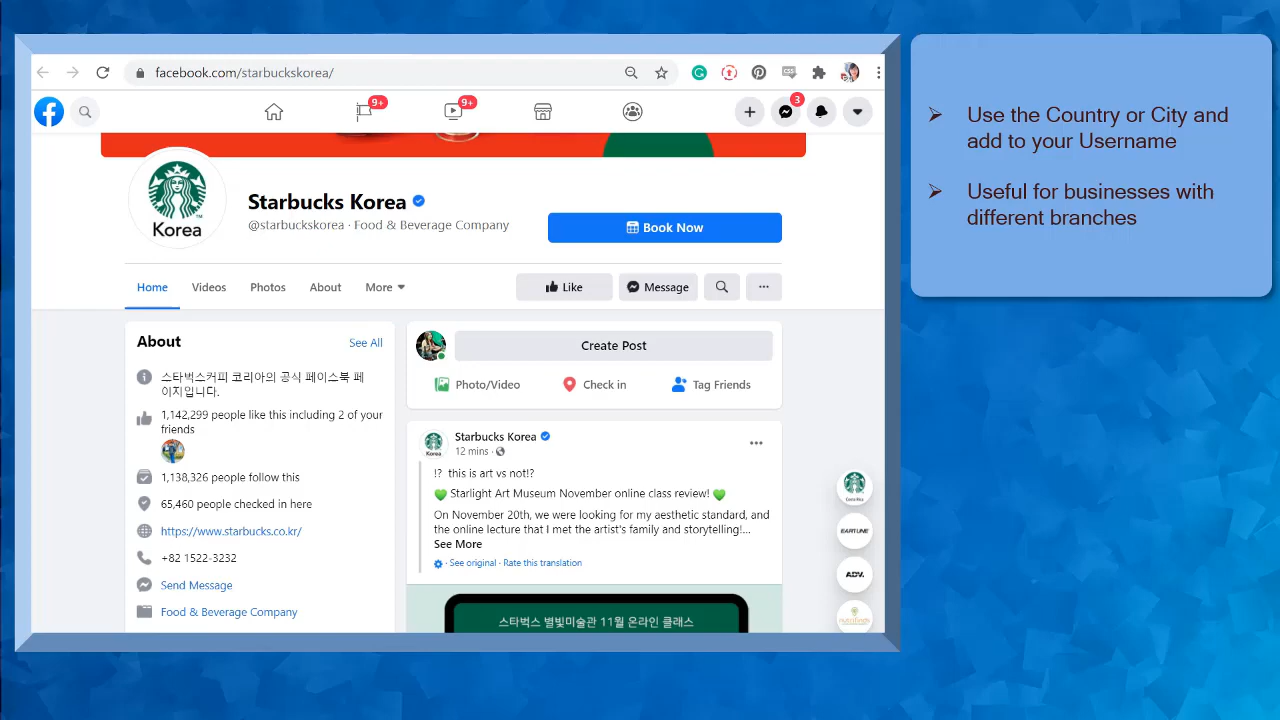 facebook.com/starbuckskorea/
9+
9+
3
Korea
Starbucks Korea
@starbuckskorea · Food & Beverage Company
Book Now
Home
Videos
Photos
About
More
Like
Message
About
See All
스타벅스커피 코리아의 공식 페이스북 페
이지입니다.
1,142,299 people like this including 2 of your
friends
1,138,326 people follow this
65,460 people checked in here
https://www.starbucks.co.kr/
+82 1522-3232
Send Message
Food & Beverage Company
Create Post
Photo/Video
Check in
Tag Friends
Korea
Starbucks Korea
12 mins ·
!? this is art vs not!?
💚 Starlight Art Museum November online class review! 💚
On November 20th, we were looking for my aesthetic standard, and
the online lecture that I met the artist's family and storytelling!...
See More
· See original · Rate this translation
스타벅스 별빛미술관 11월 온라인 클래스
EARTUNE
ADV.
nutrifinds
➢ Use the Country or City and
add to your Username
➢ Useful for businesses with
different branches